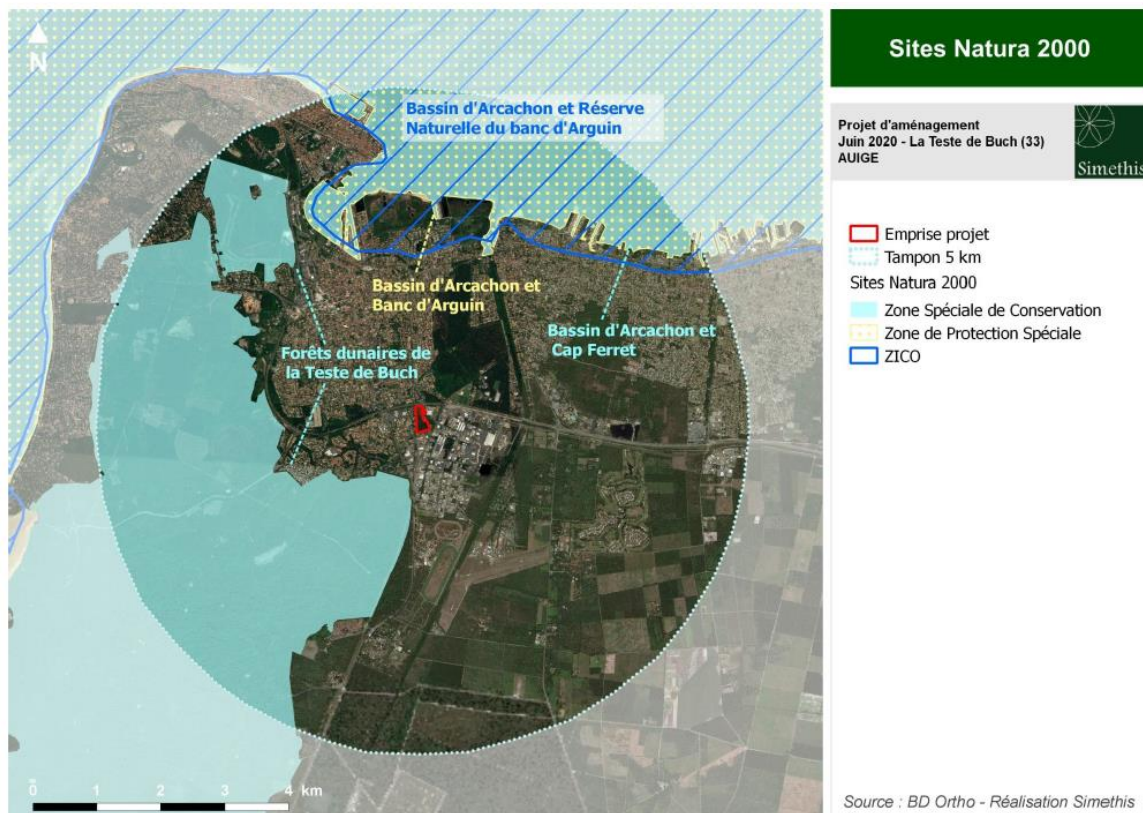 N
Bassin d'Arcachon et Réserve
Naturelle du banc d'Arguin
Bassin d'Arcachon et
Banc d'Arguin
Bassin d'Arcachon et
Cap Ferret
Forêts dunaires de
la Teste de Buch
0 1 2 3 4 km
Sites Natura 2000
Projet d'aménagement
Juin 2020 - La Teste de Buch (33)
AUIGE
Simethis
Emprise projet
Tampon 5 km
Sites Natura 2000
Zone Spéciale de Conservation
Zone de Protection Spéciale
ZICO
Source : BD Ortho - Réalisation Simethis